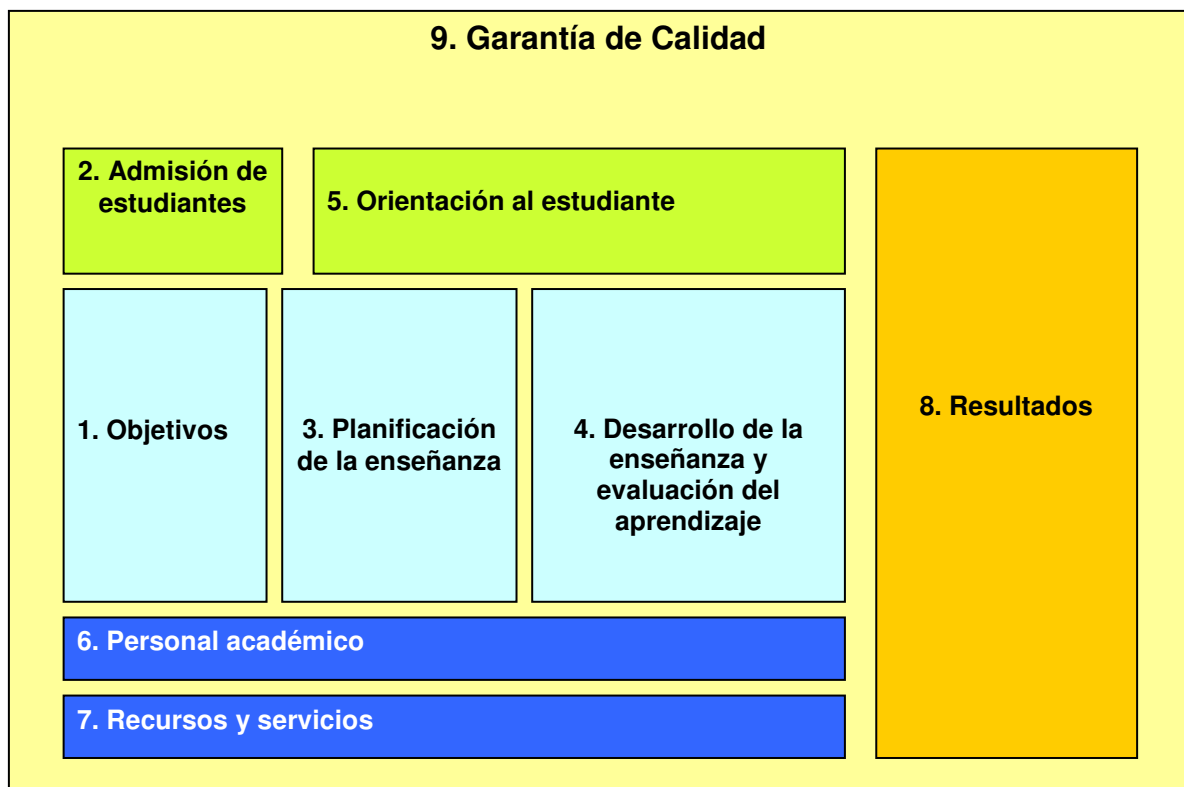 9. Garantía de Calidad
2. Admisión de
estudiantes
5. Orientación al estudiante
1. Objetivos
3. Planificación
de la enseñanza
4. Desarrollo de la
enseñanza y
evaluación del
aprendizaje
8. Resultados
6. Personal académico
7. Recursos y servicios